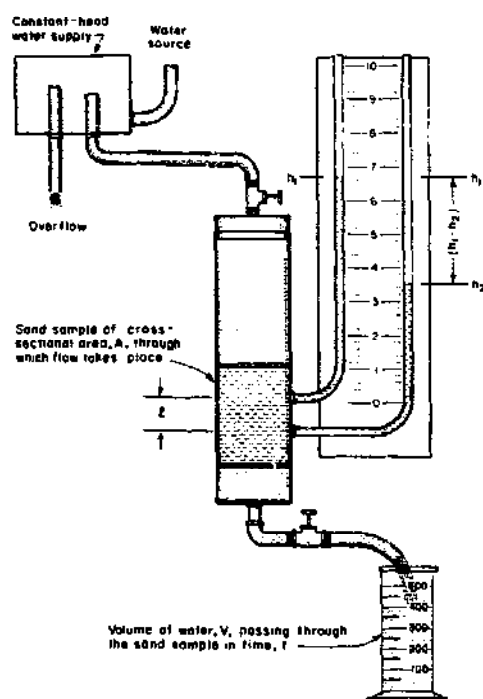 Constant-head
water supply
Water
source
Overflow
10
9
8
7
6
5
4
3
2
1
0
h₁
h₁
(h₁-h₂)
h₂
Sand sample of cross-
sectional area, A, through
which flow takes place
ℓ
500
400
300
200
100
Volume of water, V, passing through
the sand sample in time, t